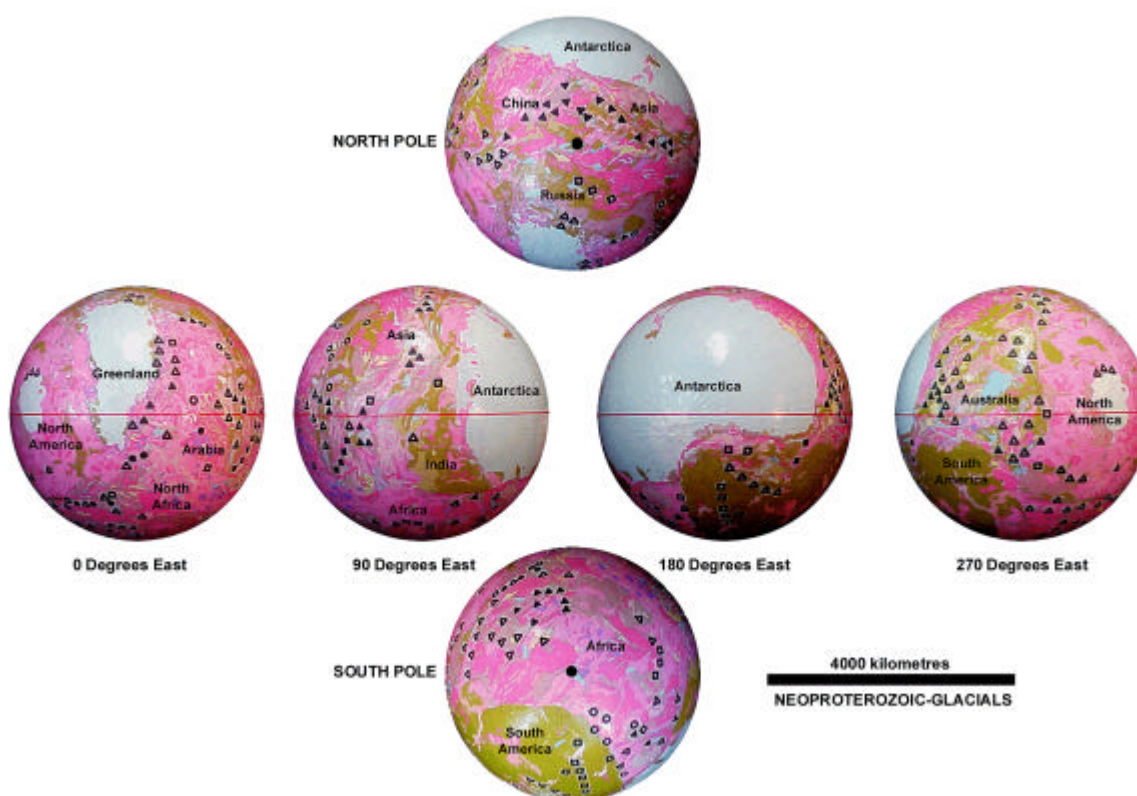 Antarctica
China
Asia
NORTH POLE
Russia
Greenland
North
America
Arabia
North
Africa
Asia
Antarctica
India
Africa
Antarctica
Australia
North
America
South
America
0 Degrees East
90 Degrees East
180 Degrees East
270 Degrees East
Africa
SOUTH POLE
South
America
4000 kilometres
NEOPROTEROZOIC-GLACIALS